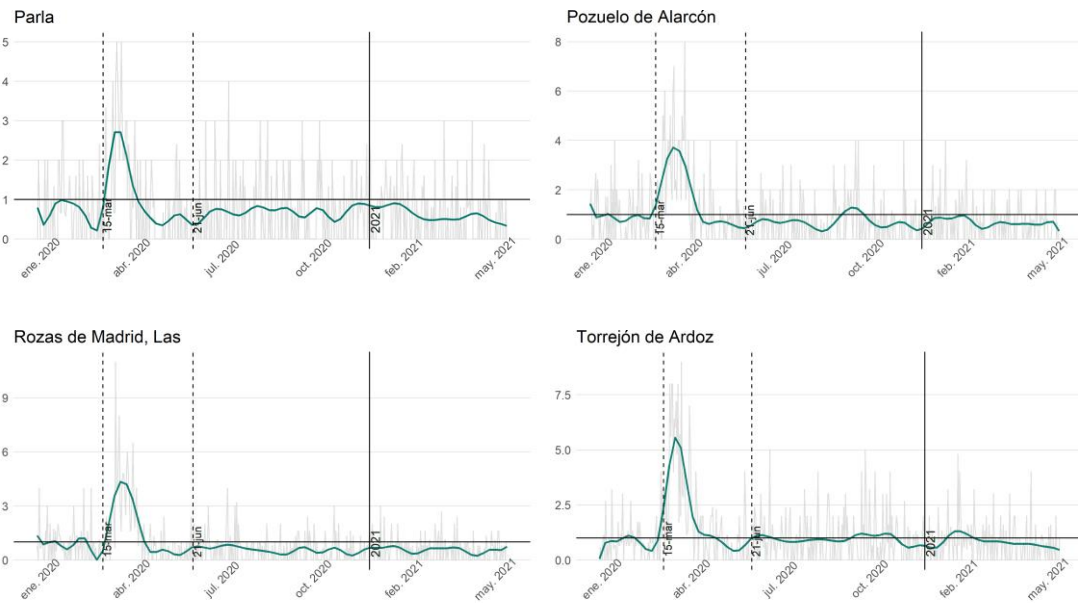 Parla
5
4
3
2
1
0
15-mar
21-jun
2021
ene. 2020
abr. 2020
jul. 2020
oct. 2020
feb. 2021
may. 2021
Pozuelo de Alarcón
8
6
4
2
0
15-mar
21-jun
2021
ene. 2020
abr. 2020
jul. 2020
oct. 2020
feb. 2021
may. 2021
Rozas de Madrid, Las
9
6
3
0
15-mar
21-jun
2021
ene. 2020
abr. 2020
jul. 2020
oct. 2020
feb. 2021
may. 2021
Torrejón de Ardoz
7.5
5.0
2.5
0.0
15-mar
21-jun
2021
ene. 2020
abr. 2020
jul. 2020
oct. 2020
feb. 2021
may. 2021